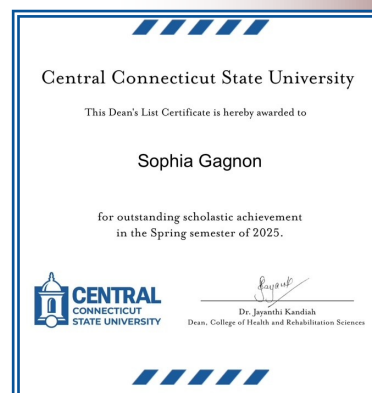 Central Connecticut State University
This Dean's List Certificate is hereby awarded to
Sophia Gagnon
for outstanding scholastic achievement
in the Spring semester of 2025.
CENTRAL
CONNECTICUT
STATE UNIVERSITY
Dr. Jayanthi Kandiah
Dean, College of Health and Rehabilitation Sciences